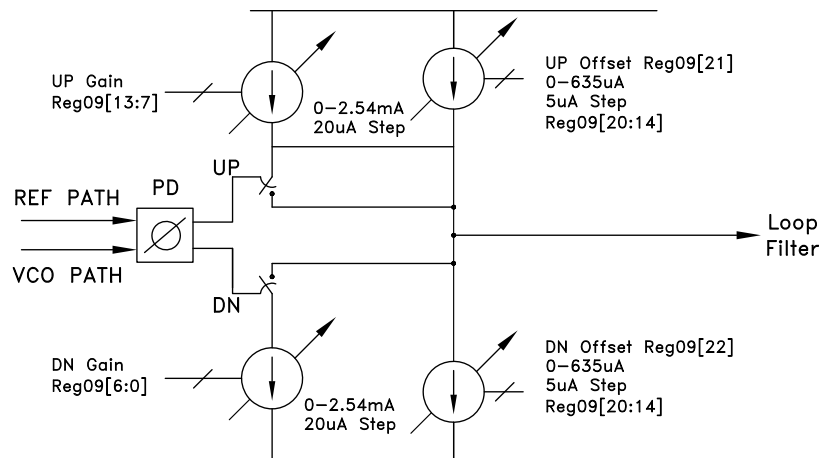 UP Gain
Reg09[13:7]
0-2.54mA
20uA Step
UP Offset Reg09[21]
0-635uA
5uA Step
Reg09[20:14]
UP
PD
REF PATH
VCO PATH
Loop
Filter
DN
DN Gain
Reg09[6:0]
0-2.54mA
20uA Step
DN Offset Reg09[22]
0-635uA
5uA Step
Reg09[20:14]